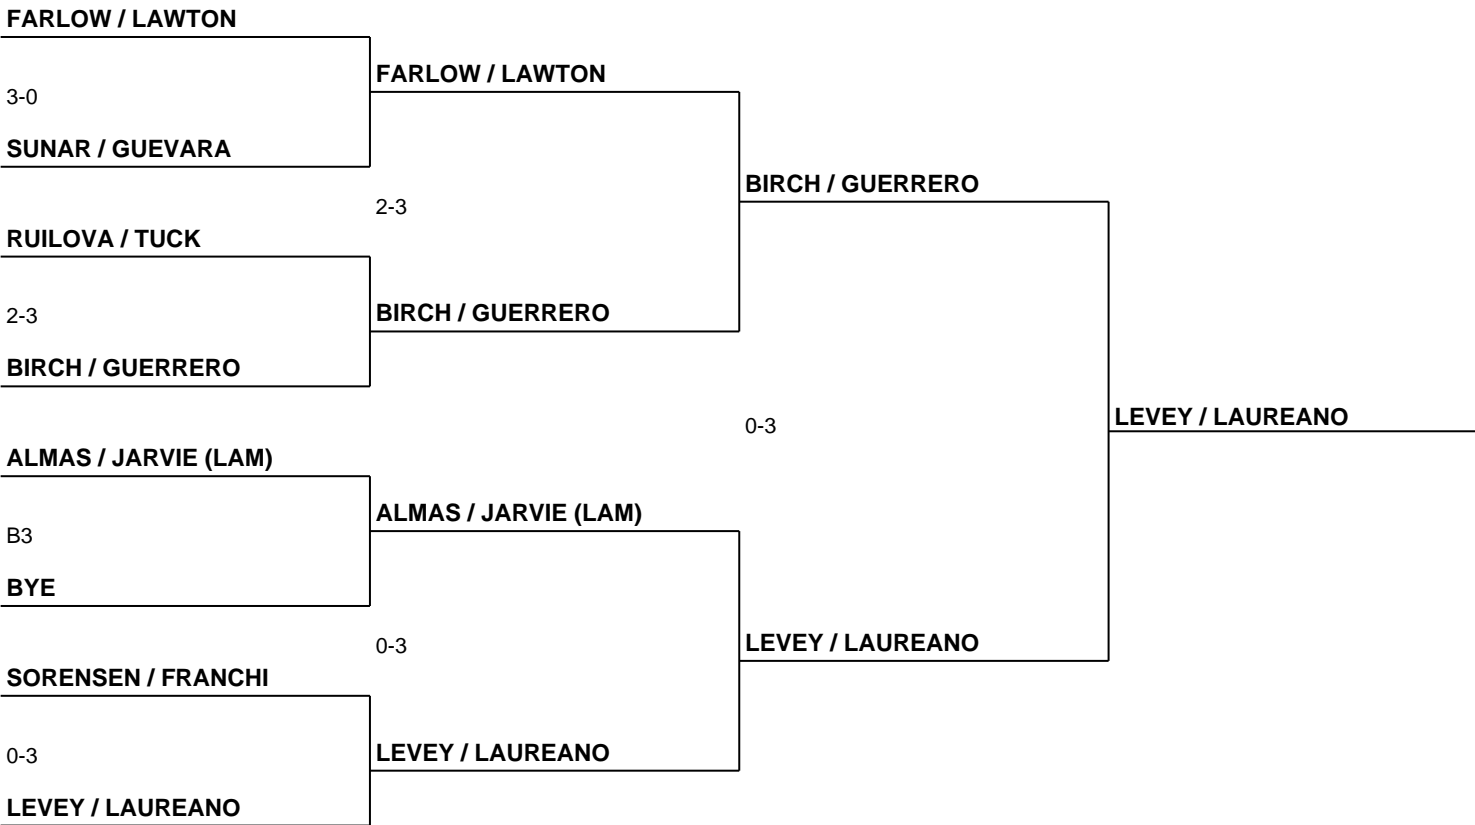 FARLOW / LAWTON
3-0
SUNAR / GUEVARA
RUILOVA / TUCK
2-3
BIRCH / GUERRERO
ALMAS / JARVIE (LAM)
B3
BYE
SORENSEN / FRANCHI
0-3
LEVEY / LAUREANO
FARLOW / LAWTON
2-3
BIRCH / GUERRERO
ALMAS / JARVIE (LAM)
0-3
LEVEY / LAUREANO
BIRCH / GUERRERO
0-3
LEVEY / LAUREANO
LEVEY / LAUREANO